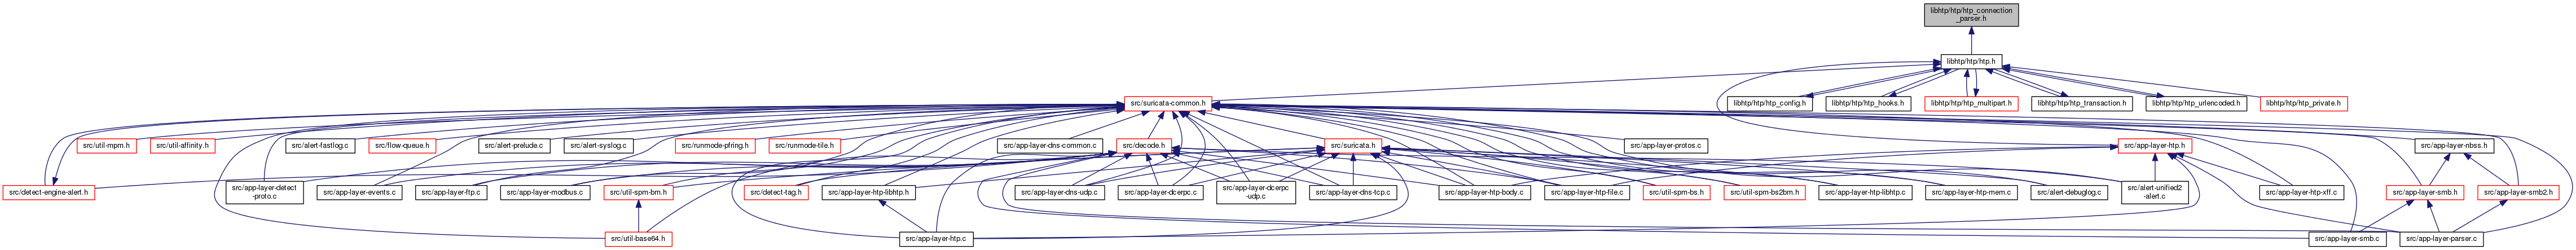 libhtp/htp/htp_connection
_parser.h
libhtp/htp/htp.h
src/suricata-common.h
libhtp/htp/htp_config.h
libhtp/htp/htp_hooks.h
libhtp/htp/htp_multipart.h
libhtp/htp/htp_transaction.h
libhtp/htp/htp_urlencoded.h
libhtp/htp/htp_private.h
src/util-mpm.h
src/util-affinity.h
src/alert-fastlog.c
src/flow-queue.h
src/alert-prelude.c
src/alert-syslog.c
src/runmode-pfring.h
src/runmode-tile.h
src/app-layer-dns-common.c
src/decode.h
src/suricata.h
src/app-layer-protos.c
src/app-layer-htp.h
src/app-layer-nbss.h
src/detect-engine-alert.h
src/app-layer-detect
-proto.c
src/app-layer-events.c
src/app-layer-ftp.c
src/app-layer-modbus.c
src/util-spm-bm.h
src/detect-tag.h
src/app-layer-htp-libhtp.h
src/app-layer-dns-udp.c
src/app-layer-dcerpc.c
src/app-layer-dcerpc
-udp.c
src/app-layer-dns-tcp.c
src/app-layer-htp-body.c
src/app-layer-htp-file.c
src/util-spm-bs.h
src/util-spm-bs2bm.h
src/app-layer-htp-libhtp.c
src/app-layer-htp-mem.c
src/alert-debuglog.c
src/alert-unified2
-alert.c
src/app-layer-htp-xff.c
src/app-layer-smb.h
src/app-layer-smb2.h
src/util-base64.h
src/app-layer-htp.c
src/app-layer-smb.c
src/app-layer-parser.c